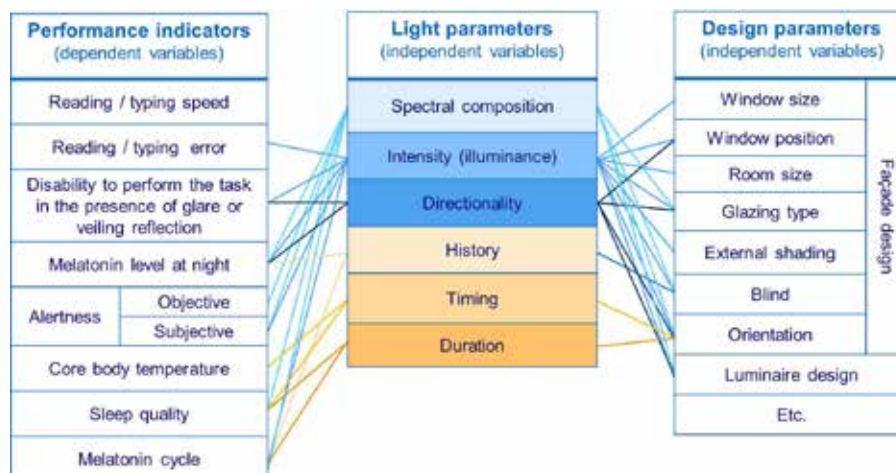 Performance indicators
(dependent variables)
Reading / typing speed
Reading / typing error
Disability to perform the task
in the presence of glare or
veiling reflection
Melatonin level at night
Alertness
Objective
Subjective
Core body temperature
Sleep quality
Melatonin cycle
Light parameters
(independent variables)
Spectral composition
Intensity (illuminance)
Directionality
History
Timing
Duration
Design parameters
(independent variables)
Window size
Window position
Room size
Glazing type
External shading
Blind
Orientation
Façade design
Luminaire design
Etc.